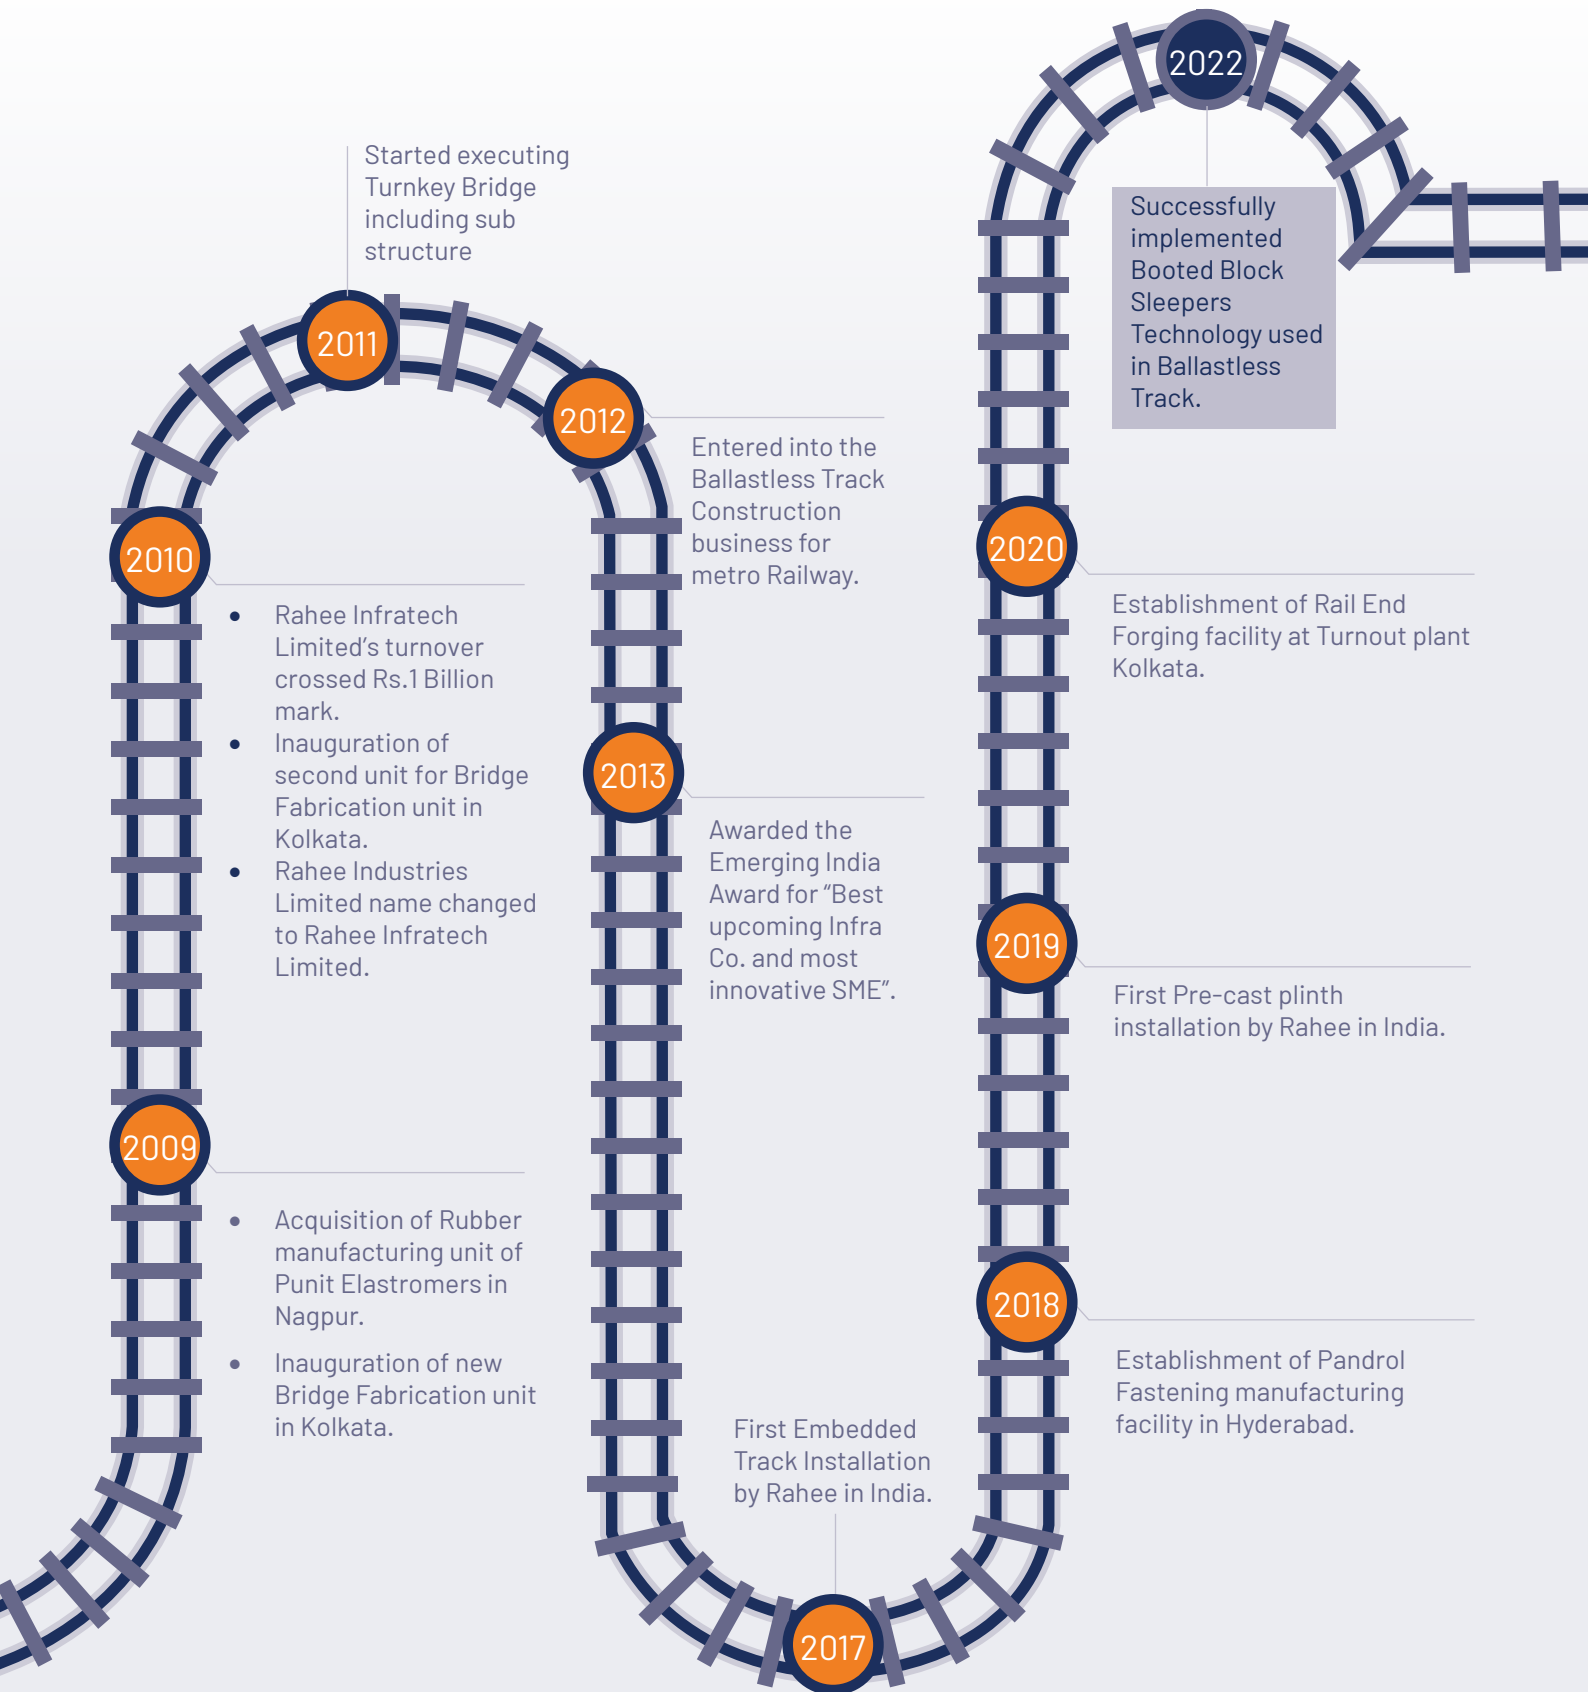 2009
Acquisition of Rubber
manufacturing unit of
Punit Elastromers in
Nagpur.
Inauguration of new
Bridge Fabrication unit
in Kolkata.
2010
Rahee Infratech
Limited's turnover
crossed Rs.1 Billion
mark.
Inauguration of
second unit for Bridge
Fabrication unit in
Kolkata.
Rahee Industries
Limited name changed
to Rahee Infratech
Limited.
2011
Started executing
Turnkey Bridge
including sub
structure
2012
Entered into the
Ballastless Track
Construction
business for
metro Railway.
2013
Awarded the
Emerging India
Award for “Best
upcoming Infra
Co. and most
innovative SME”.
2017
First Embedded
Track Installation
by Rahee in India.
2018
Establishment of Pandrol
Fastening manufacturing
facility in Hyderabad.
2019
First Pre-cast plinth
installation by Rahee in India.
2020
Establishment of Rail End
Forging facility at Turnout plant
Kolkata.
2022
Successfully
implemented
Booted Block
Sleepers
Technology used
in Ballastless
Track.